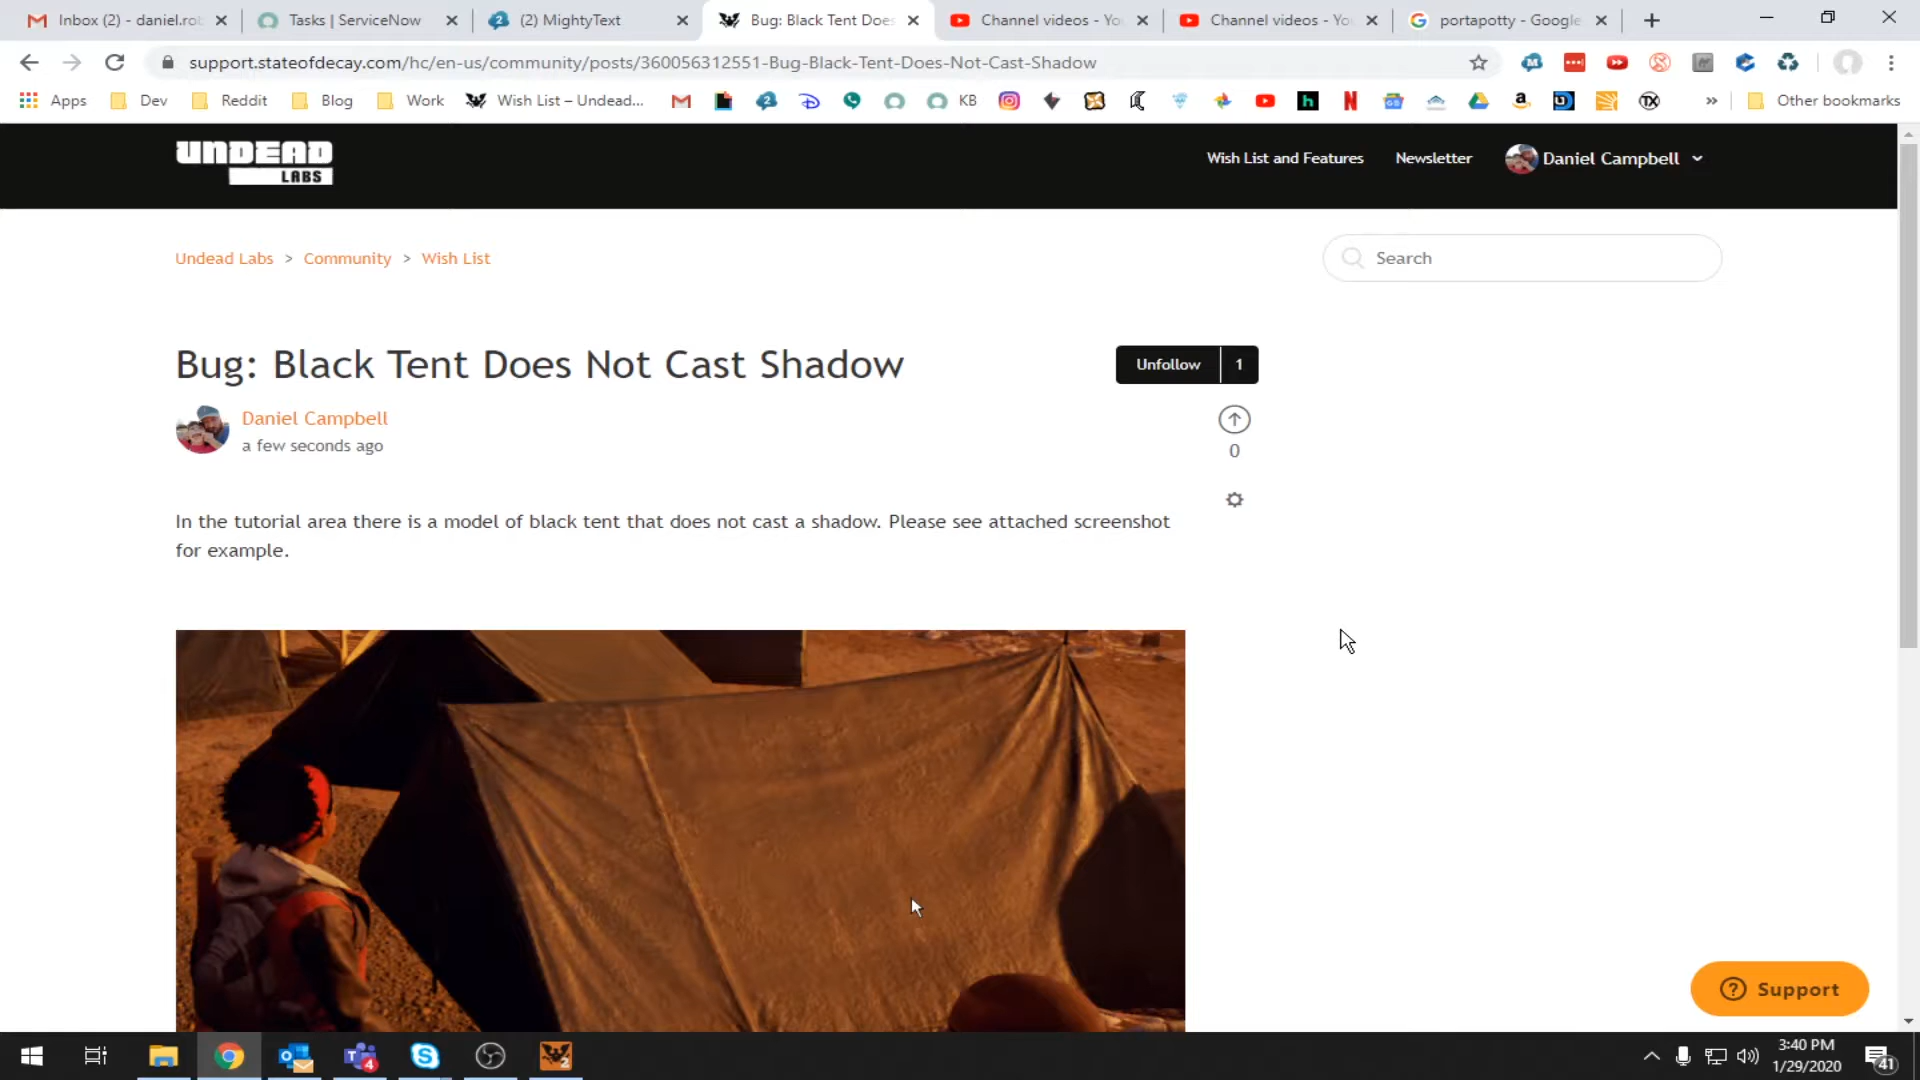 Inbox (2) - daniel.rob
Tasks | ServiceNow
(2) MightyText
Bug: Black Tent Does
Channel videos - You
Channel videos - You
portapotty - Google
support.stateofdecay.com/hc/en-us/community/posts/360056312551-Bug-Black-Tent-Does-Not-Cast-Shadow
Apps Dev Reddit Blog Work Wish List – Undead... KB » Other bookmarks
UNDEAD
LABS
Wish List and Features Newsletter Daniel Campbell
Undead Labs > Community > Wish List
Search
Bug: Black Tent Does Not Cast Shadow
Unfollow 1
Daniel Campbell
a few seconds ago
0
In the tutorial area there is a model of black tent that does not cast a shadow. Please see attached screenshot
for example.
Support
3:40 PM
1/29/2020
41